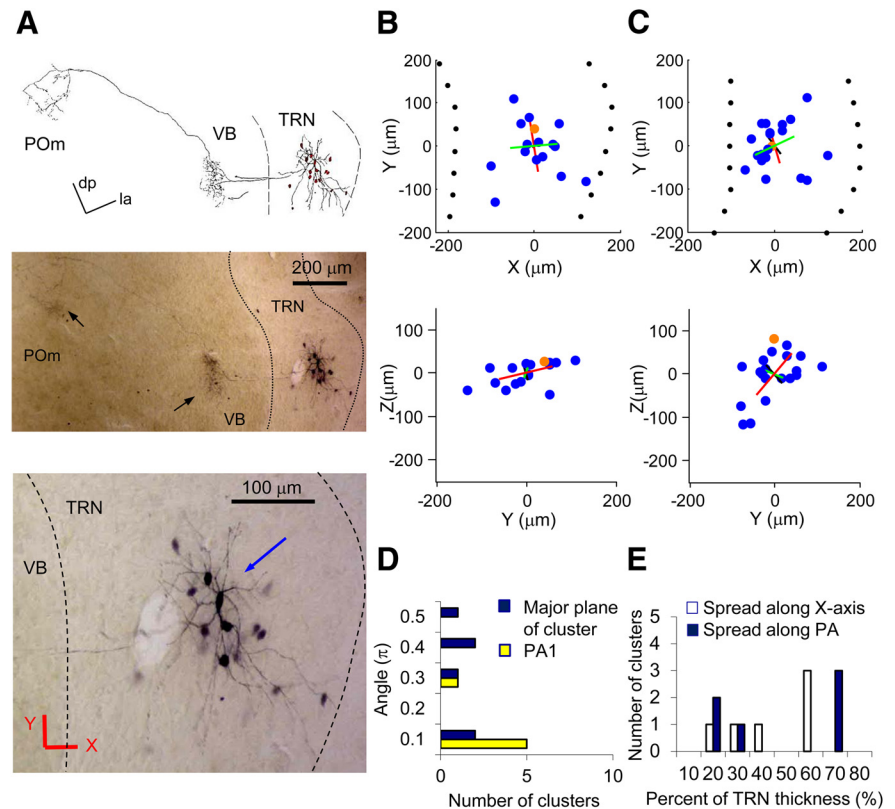 A
POm
VB
TRN
dp
la
200 μm
TRN
POm
VB
100 μm
TRN
VB
Y
X
B
200
100
0
-100
-200
Y (μm)
-200 0 200
X (μm)
100
0
-100
-200
Z(μm)
-200 0 200
Y (μm)
C
200
100
0
-100
-200
Y (μm)
-200 0 200
X (μm)
100
0
-100
-200
Z(μm)
-200 0 200
Y (μm)
D
Major plane
of cluster
PA1
0.5
0.4
0.3
0.2
0.1
Angle (π)
0 5 10
Number of clusters
E
Spread along X-axis
Spread along PA
5
4
3
2
1
0
Number of clusters
10 20 30 40 50 60 70 80
Percent of TRN thickness (%)